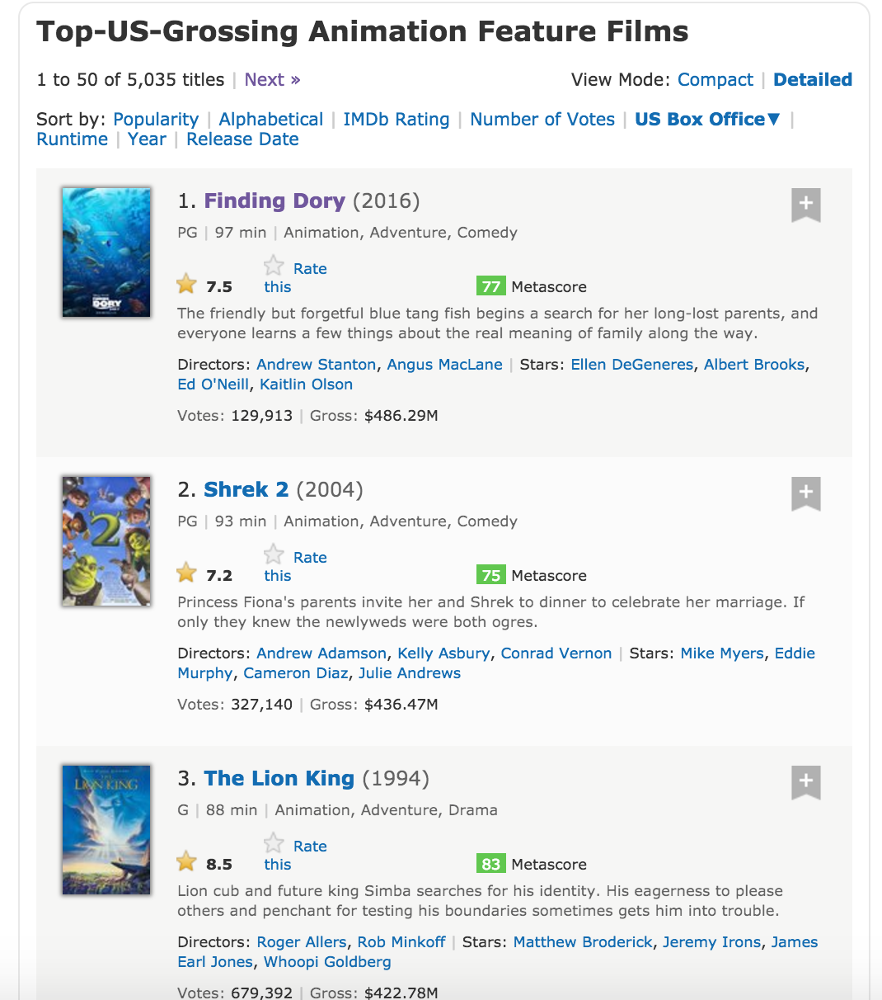 Top-US-Grossing Animation Feature Films
1 to 50 of 5,035 titles | Next »
View Mode: Compact | Detailed
Sort by: Popularity | Alphabetical | IMDb Rating | Number of Votes | US Box Office▼ |
Runtime | Year | Release Date
DORY
1. Finding Dory (2016)
PG | 97 min | Animation, Adventure, Comedy
7.5
Rate
this
77 Metascore
The friendly but forgetful blue tang fish begins a search for her long-lost parents, and
everyone learns a few things about the real meaning of family along the way.
Directors: Andrew Stanton, Angus MacLane | Stars: Ellen DeGeneres, Albert Brooks,
Ed O'Neill, Kaitlin Olson
Votes: 129,913 | Gross: $486.29M
2
2. Shrek 2 (2004)
PG | 93 min | Animation, Adventure, Comedy
7.2
Rate
this
75 Metascore
Princess Fiona's parents invite her and Shrek to dinner to celebrate her marriage. If
only they knew the newlyweds were both ogres.
Directors: Andrew Adamson, Kelly Asbury, Conrad Vernon | Stars: Mike Myers, Eddie
Murphy, Cameron Diaz, Julie Andrews
Votes: 327,140 | Gross: $436.47M
LION KING
3. The Lion King (1994)
G | 88 min | Animation, Adventure, Drama
8.5
Rate
this
83 Metascore
Lion cub and future king Simba searches for his identity. His eagerness to please
others and penchant for testing his boundaries sometimes gets him into trouble.
Directors: Roger Allers, Rob Minkoff | Stars: Matthew Broderick, Jeremy Irons, James
Earl Jones, Whoopi Goldberg
Votes: 679,392 | Gross: $422.78M